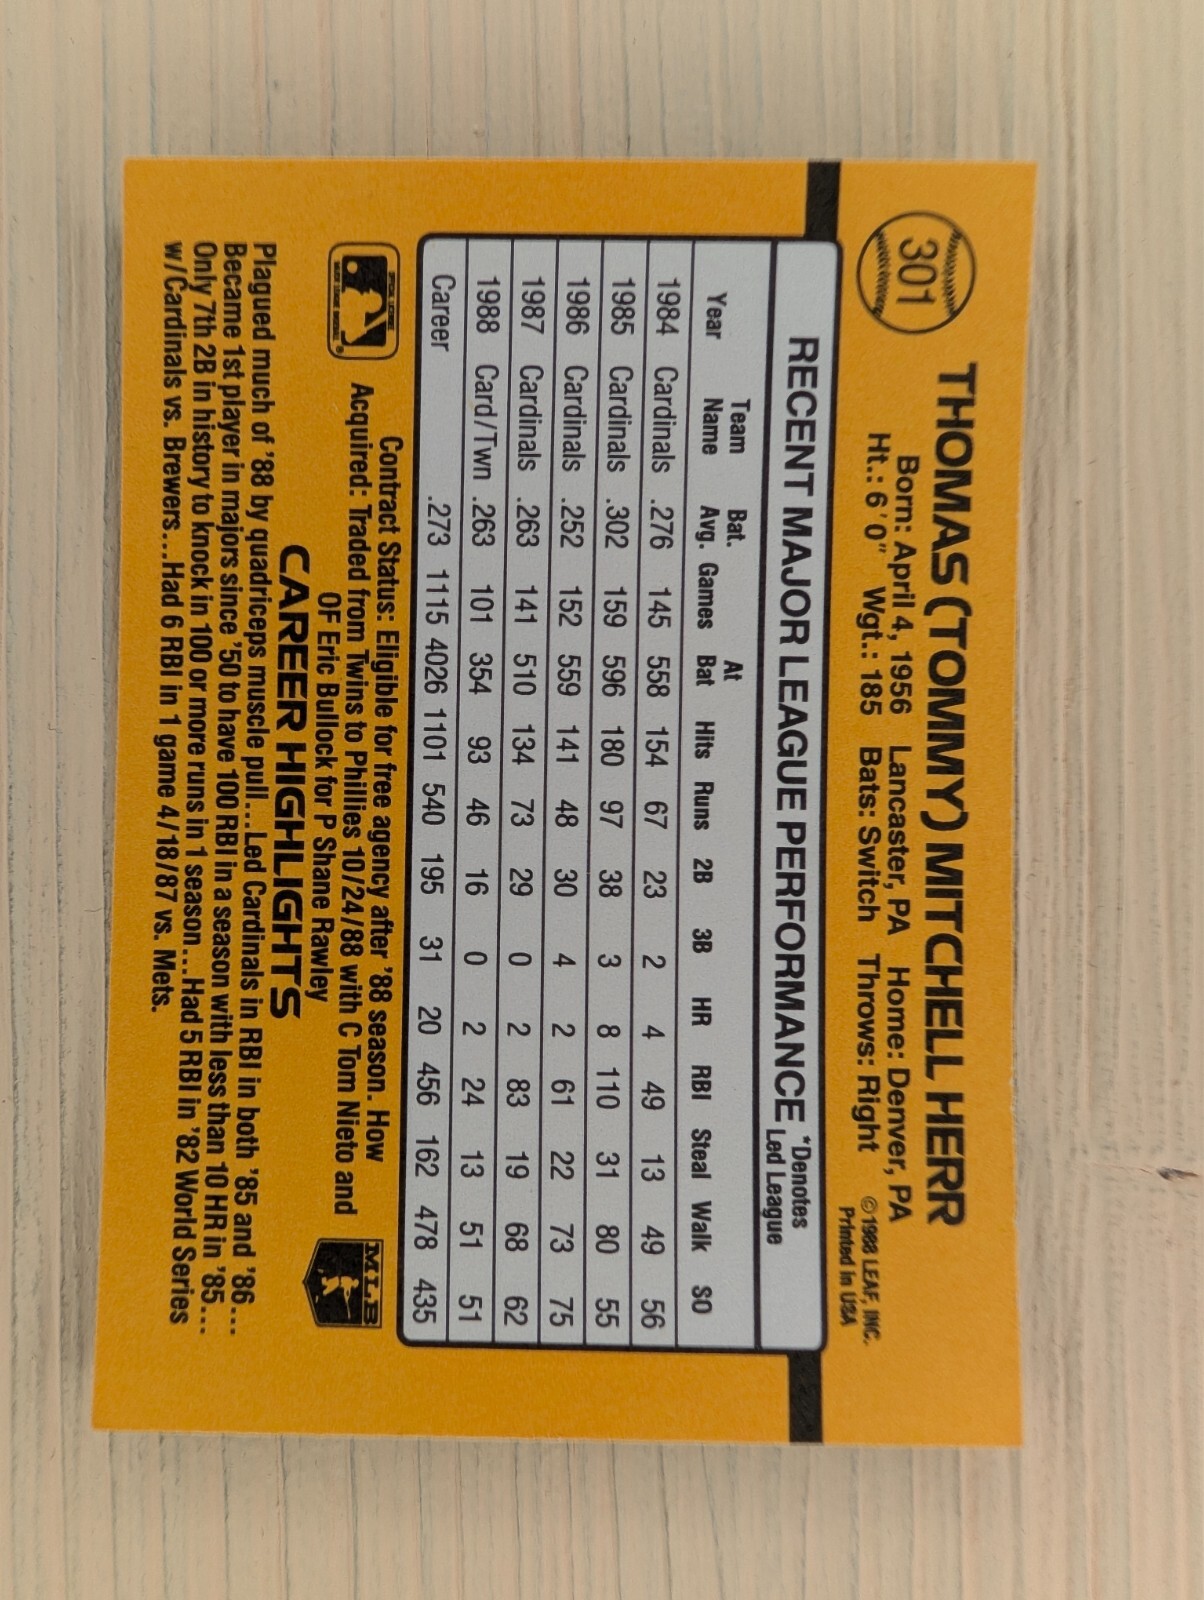 301
THOMAS (TOMMY) MITCHELL HERR
Born: April 4, 1956 Lancaster, PA Home: Denver, PA
Ht.: 6'0" Wgt.: 185 Bats: Switch Throws: Right
©1988 LEAF, INC.
Printed in USA
RECENT MAJOR LEAGUE PERFORMANCE *Denotes Led League
Year Team Name Bat. Avg. Games At Bat Hits Runs 2B 3B HR RBI Steal Walk SO
1984 Cardinals .276 145 558 154 67 23 2 4 49 13 49 56
1985 Cardinals .302 159 596 180 97 38 3 8 110 31 80 55
1986 Cardinals .252 152 559 141 48 30 4 2 61 22 73 75
1987 Cardinals .263 141 510 134 73 29 0 2 83 19 68 62
1988 Card/Twn .263 101 354 93 46 16 0 2 24 13 51 51
Career .273 1115 4026 1101 540 195 31 20 456 162 478 435
Contract Status: Eligible for free agency after '88 season. How
Acquired: Traded from Twins to Phillies 10/24/88 with C Tom Nieto and
OF Eric Bullock for P Shane Rawley
MLB
CAREER HIGHLIGHTS
Plagued much of '88 by quadriceps muscle pull...Led Cardinals in RBI in both '85 and '86...
Became 1st player in majors since '50 to have 100 RBI in a season with less than 10 HR in '85...
Only 7th 2B in history to knock in 100 or more runs in 1 season...Had 5 RBI in '82 World Series
w/Cardinals vs. Brewers...Had 6 RBI in 1 game 4/18/87 vs. Mets.